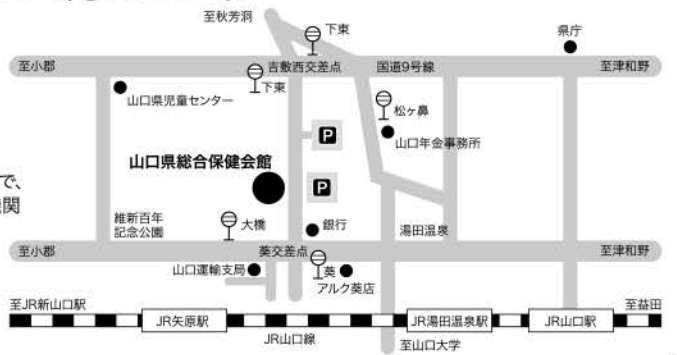 至秋芳洞
下東
県庁
至小郡
吉敷西交差点
国道9号線
至津和野
下東
山口県児童センター
松ヶ鼻
P
山口年金事務所
山口県総合保健会館
で、
P
関
維新百年
記念公園
大橋
銀行
湯田温泉
至小郡
葵交差点
至津和野
山口運輸支局
葵
アルク葵店
至JR新山口駅
至益田
JR矢原駅
JR湯田温泉駅
JR山口駅
JR山口線
至山口大学